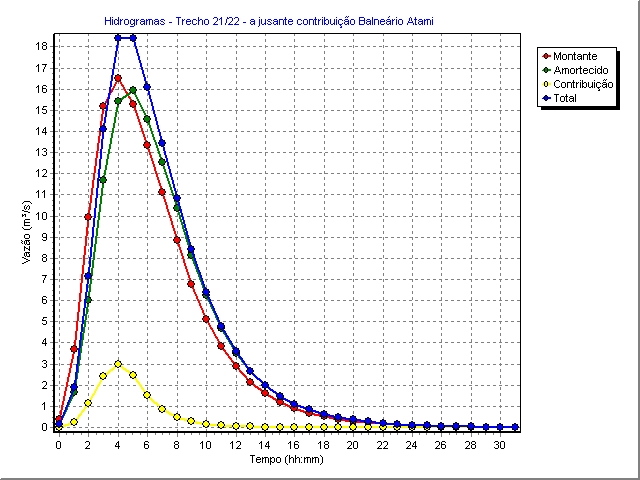 Hidrogramas - Trecho 21/22 - a jusante contribuição Balneário Atami
Montante
Amortecido
Contribuição
Total
Vazão (m³/s)
18
17
16
15
14
13
12
11
10
9
8
7
6
5
4
3
2
1
0
0 2 4 6 8 10 12 14 16 18 20 22 24 26 28 30
Tempo (hh:mm)